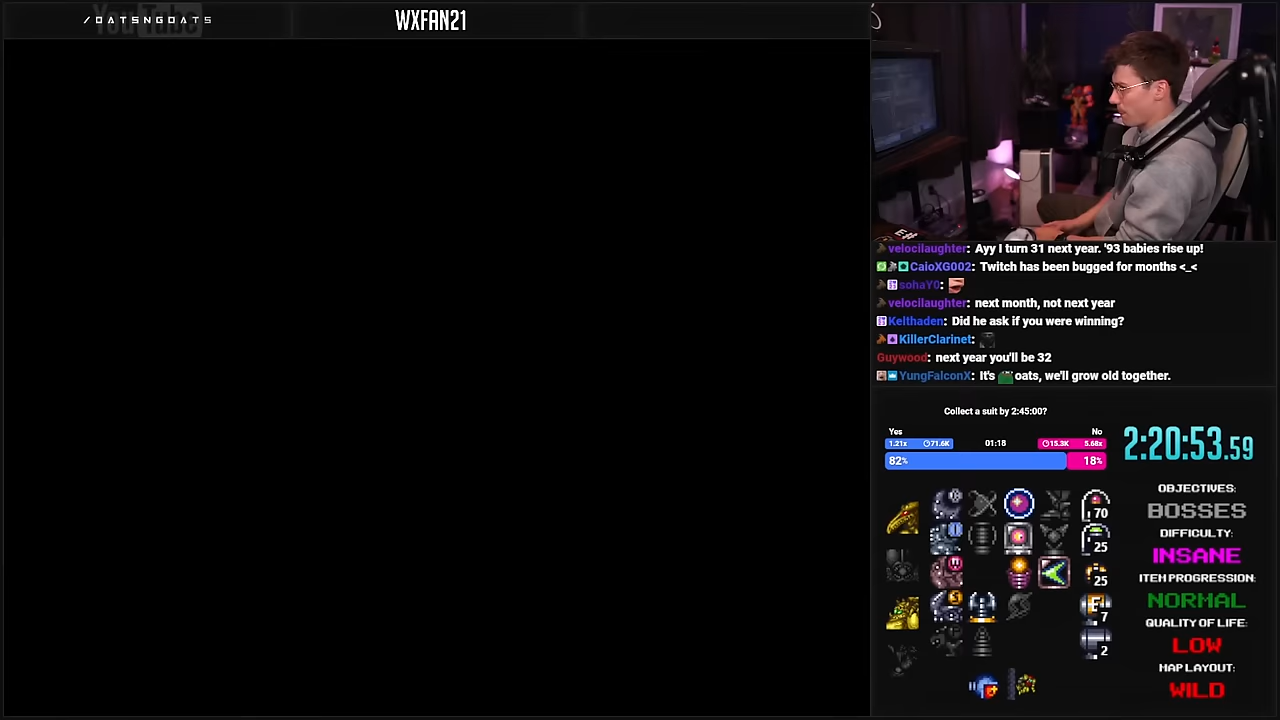 YouTube
/OATSNGOATS
WXFAN21
velocilaughter: Ayy I turn 31 next year. '93 babies rise up!
CaioXG002: Twitch has been bugged for months <_<
sohaY0:
velocilaughter: next month, not next year
Kelthaden: Did he ask if you were winning?
KillerClarinet:
Guywood: next year you'll be 32
YungFalconX: It's oats, we'll grow old together.
Collect a suit by 2:45:00?
Yes
No
1.21x 71.6K
01:18
15.3K 5.68x
82%
18%
2:20:53.59
70
25
25
7
2
OBJECTIVES:
BOSSES
DIFFICULTY:
INSANE
ITEM PROGRESSION:
NORMAL
QUALITY OF LIFE:
LOW
MAP LAYOUT:
WILD